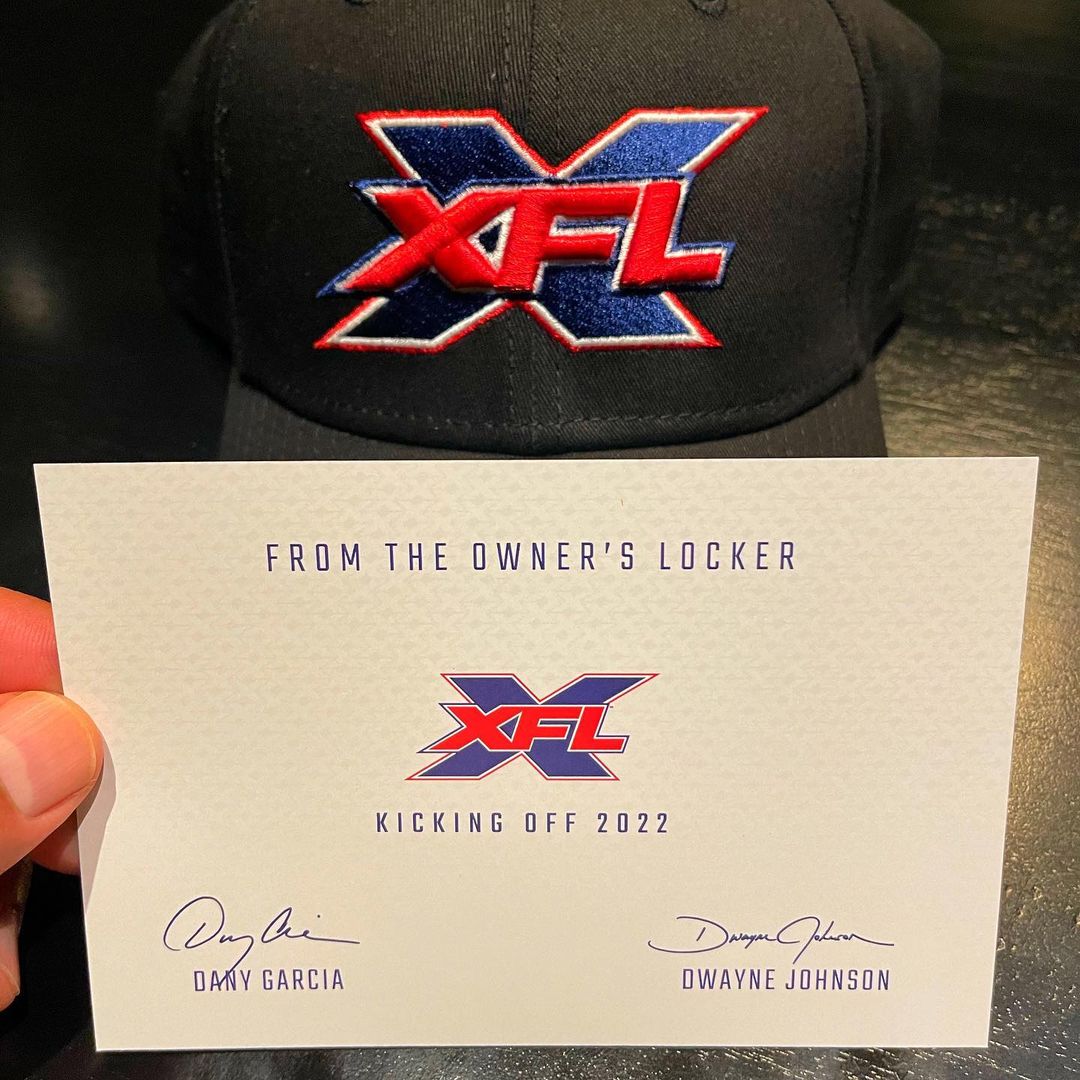 XFL
FROM THE OWNER'S LOCKER
XFL
KICKING OFF 2022
Dany Garcia
Dwayne Johnson
DANY GARCIA
DWAYNE JOHNSON